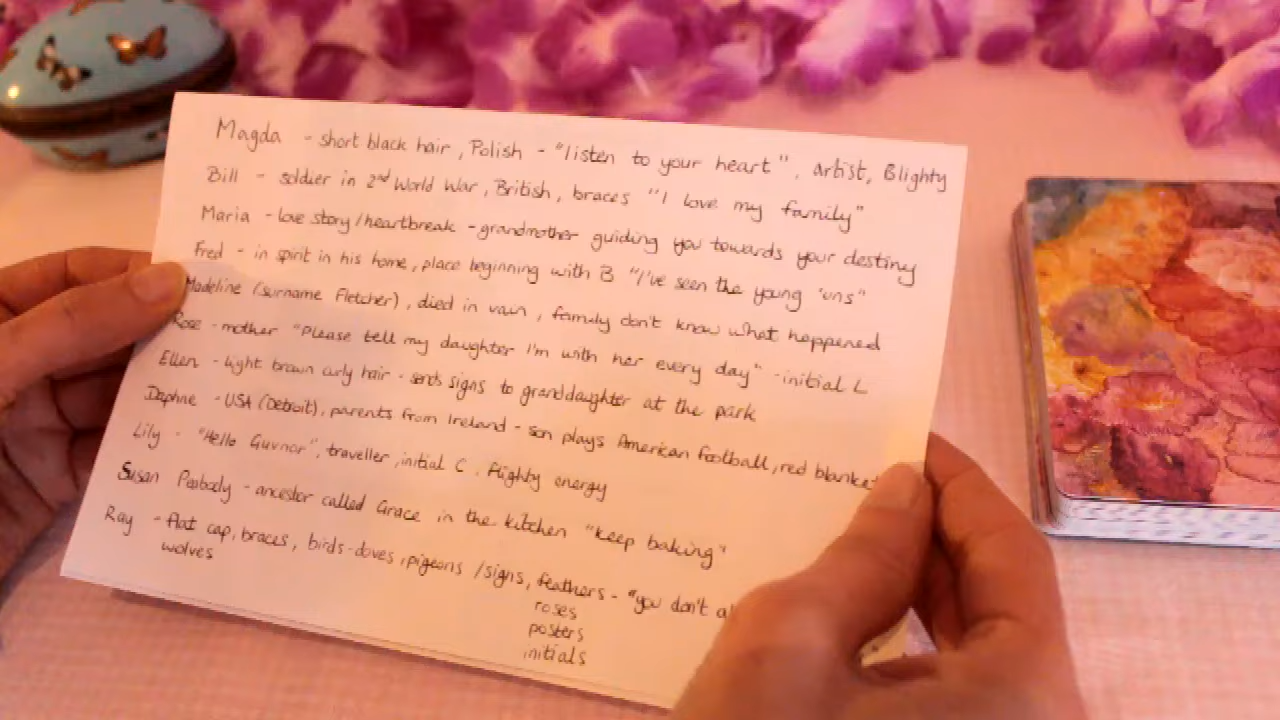 Magda - short black hair, Polish - "listen to your heart", artist, Blighty
Bill - soldier in 2nd World War, British, braces "I love my family"
Maria - love story/heartbreak - grandmother guiding you towards your destiny
Fred - in spirit in his home, place beginning with B "I've seen the young 'uns"
Madeline (surname Fletcher), died in vain, family don't know what happened
Rose - mother "Please tell my daughter I'm with her every day" - initial L
Ellen - light brown curly hair - sends signs to granddaughter at the park
Daphne - USA (Detroit), parents from Ireland - son plays American football, red blanket
Lily - "Hello Guvnor", traveller, initial C. flighty energy
Susan Peabody - ancestor called Grace in the kitchen "keep baking"
Ray - flat cap, braces, birds-doves, pigeons / signs, feathers - "you don't
wolves
roses
posters
initials